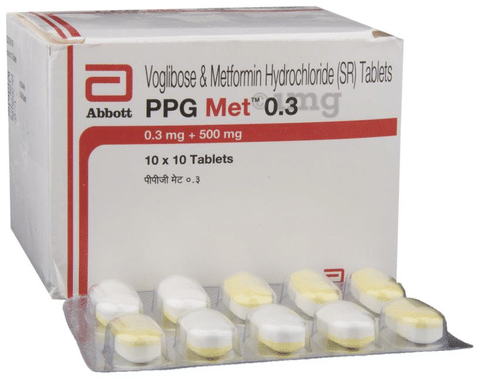 Voglibose & Metformin Hydrochloride (SR) Tablets
Abbott
PPG Met™ 0.3
0.3 mg + 500 mg
10 x 10 Tablets
पीपीजी मेट ०.३